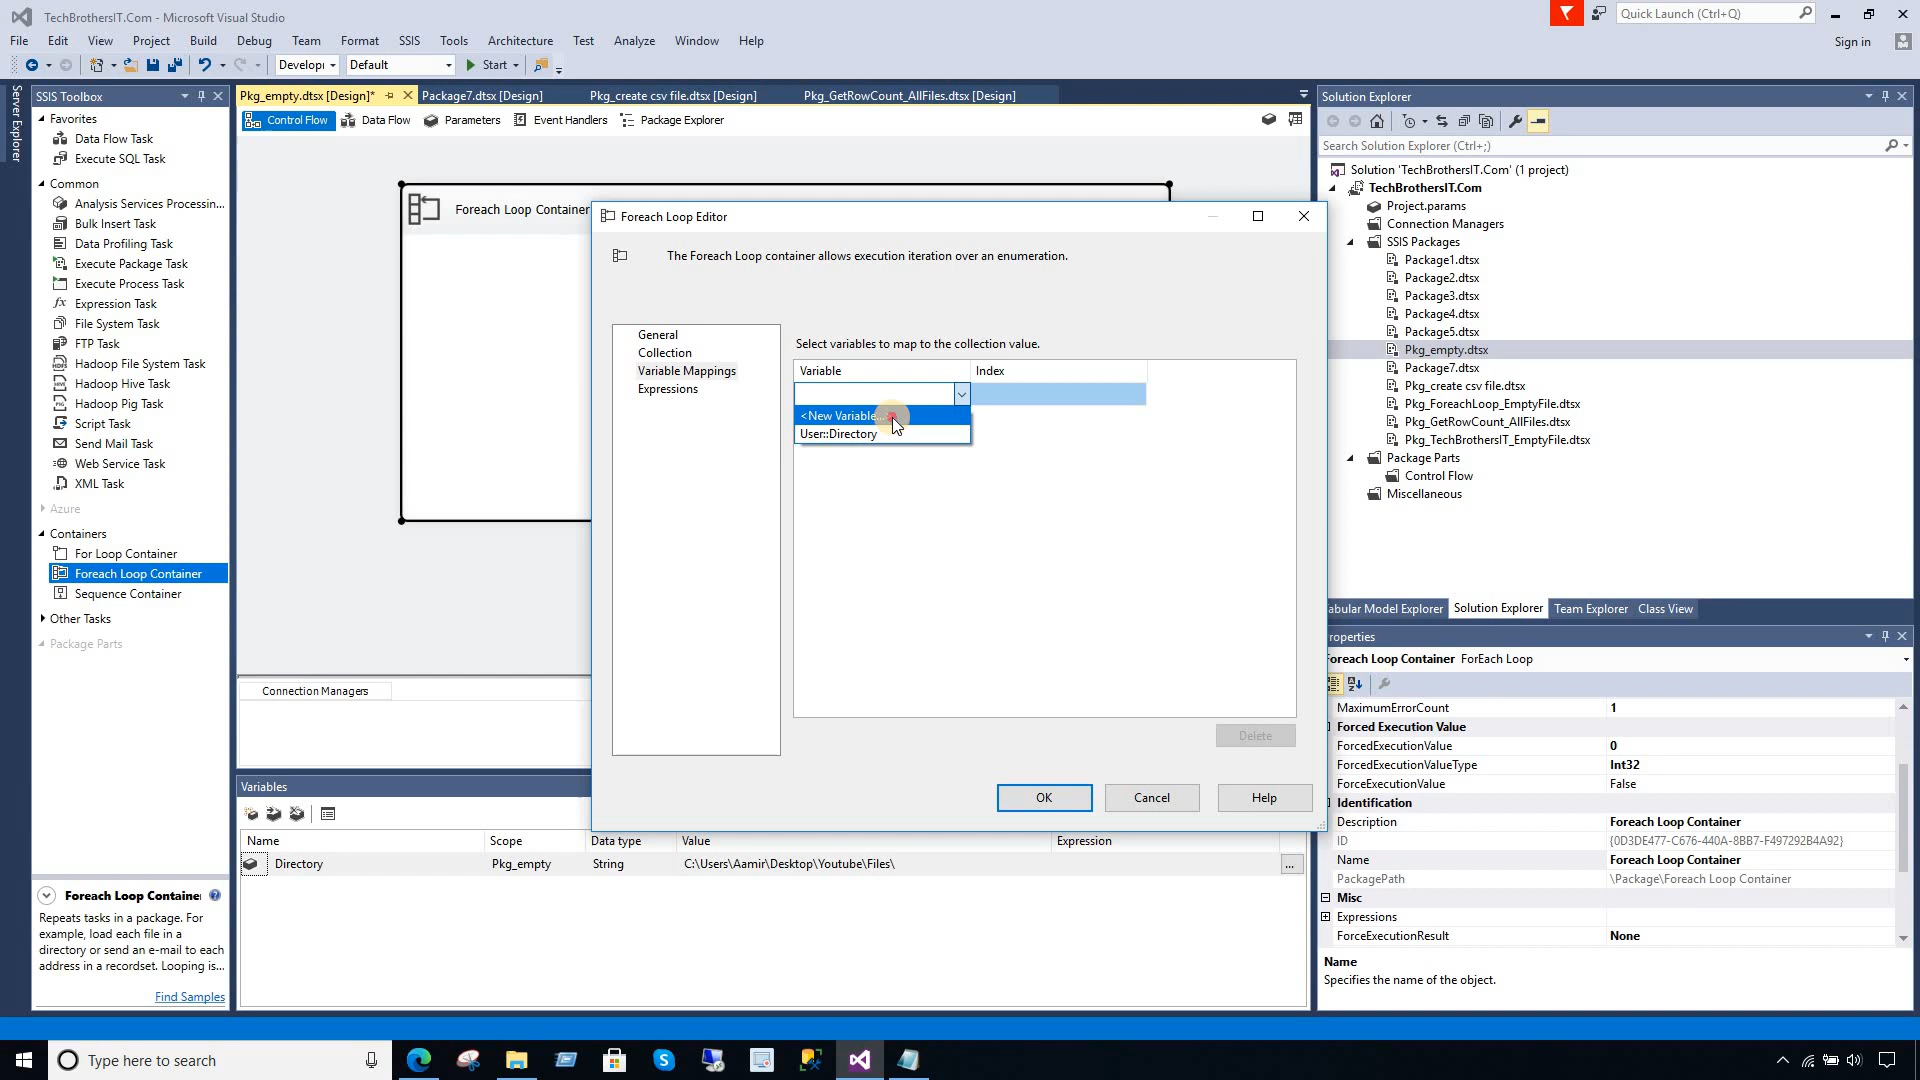 TechBrothersIT.Com - Microsoft Visual Studio
Quick Launch (Ctrl+Q)
File Edit View Project Build Debug Team Format SSIS Tools Architecture Test Analyze Window Help
Sign in
Develop Default Start
Server Explorer
SSIS Toolbox
Favorites
Data Flow Task
Execute SQL Task
Common
Analysis Services Processin...
Bulk Insert Task
Data Profiling Task
Execute Package Task
Execute Process Task
Expression Task
File System Task
FTP Task
Hadoop File System Task
Hadoop Hive Task
Hadoop Pig Task
Script Task
Send Mail Task
Web Service Task
XML Task
Azure
Containers
For Loop Container
Foreach Loop Container
Sequence Container
Other Tasks
Package Parts
Foreach Loop Container
Repeats tasks in a package. For
example, load each file in a
directory or send an e-mail to each
address in a recordset. Looping is...
Find Samples
Pkg_empty.dtsx [Design]* Package7.dtsx [Design] Pkg_create csv file.dtsx [Design] Pkg_GetRowCount_AllFiles.dtsx [Design]
Control Flow Data Flow Parameters Event Handlers Package Explorer
Foreach Loop Container
Foreach Loop Editor
The Foreach Loop container allows execution iteration over an enumeration.
General
Collection
Variable Mappings
Expressions
Select variables to map to the collection value.
Variable Index
<New Variable...
User::Directory
Delete
OK Cancel Help
Connection Managers
Variables
Name Scope Data type Value Expression
Directory Pkg_empty String C:\Users\Aamir\Desktop\Youtube\Files\ ...
Solution Explorer
Search Solution Explorer (Ctrl+;)
Solution 'TechBrothersIT.Com' (1 project)
TechBrothersIT.Com
Project.params
Connection Managers
SSIS Packages
Package1.dtsx
Package2.dtsx
Package3.dtsx
Package4.dtsx
Package5.dtsx
Pkg_empty.dtsx
Package7.dtsx
Pkg_create csv file.dtsx
Pkg_ForeachLoop_EmptyFile.dtsx
Pkg_GetRowCount_AllFiles.dtsx
Pkg_TechBrothersIT_EmptyFile.dtsx
Package Parts
Control Flow
Miscellaneous
abular Model Explorer Solution Explorer Team Explorer Class View
roperties
Foreach Loop Container ForEach Loop
MaximumErrorCount 1
Forced Execution Value
ForcedExecutionValue 0
ForcedExecutionValueType Int32
ForceExecutionValue False
Identification
Description Foreach Loop Container
ID {0D3DE477-C676-440A-8BB7-F497292B4A92}
Name Foreach Loop Container
PackagePath \Package\Foreach Loop Container
Misc
Expressions
ForceExecutionResult None
Name
Specifies the name of the object.
Type here to search